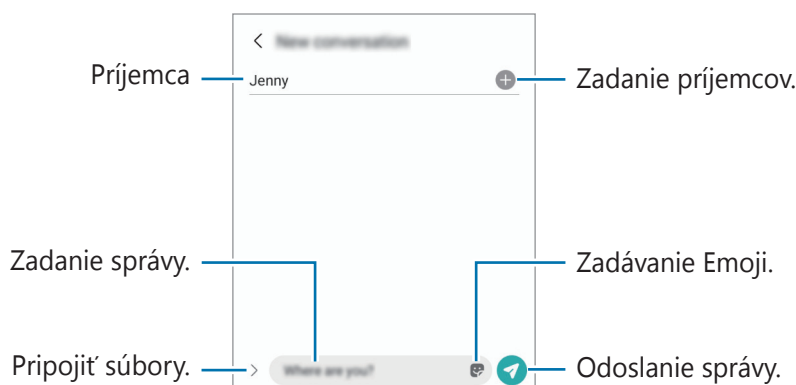 New conversation
Príjemca
Jenny
Zadanie príjemcov.
Zadanie správy.
Zadávanie Emoji.
Pripojiť súbory.
Where are you?
Odoslanie správy.